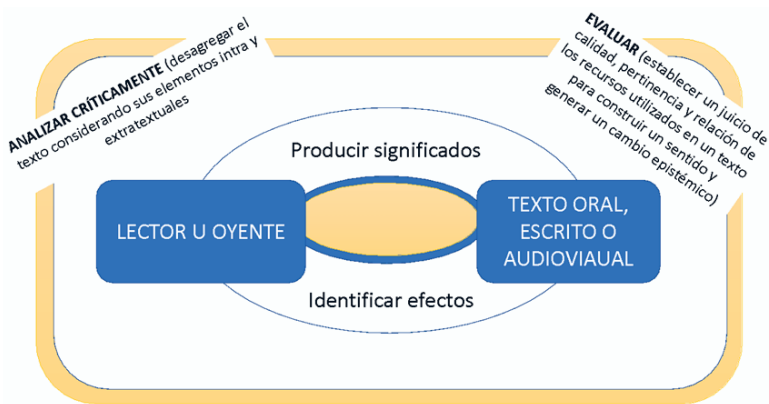 ANALIZAR CRÍTICAMENTE (desagregar el
texto considerando sus elementos intra y
extratextuales
EVALUAR (establecer un juicio de
calidad, pertinencia y relación de
los recursos utilizados en un texto
para construir un sentido y
generar un cambio epistémico)
Producir significados
LECTOR U OYENTE
TEXTO ORAL,
ESCRITO O
AUDIOVIAUAL
Identificar efectos